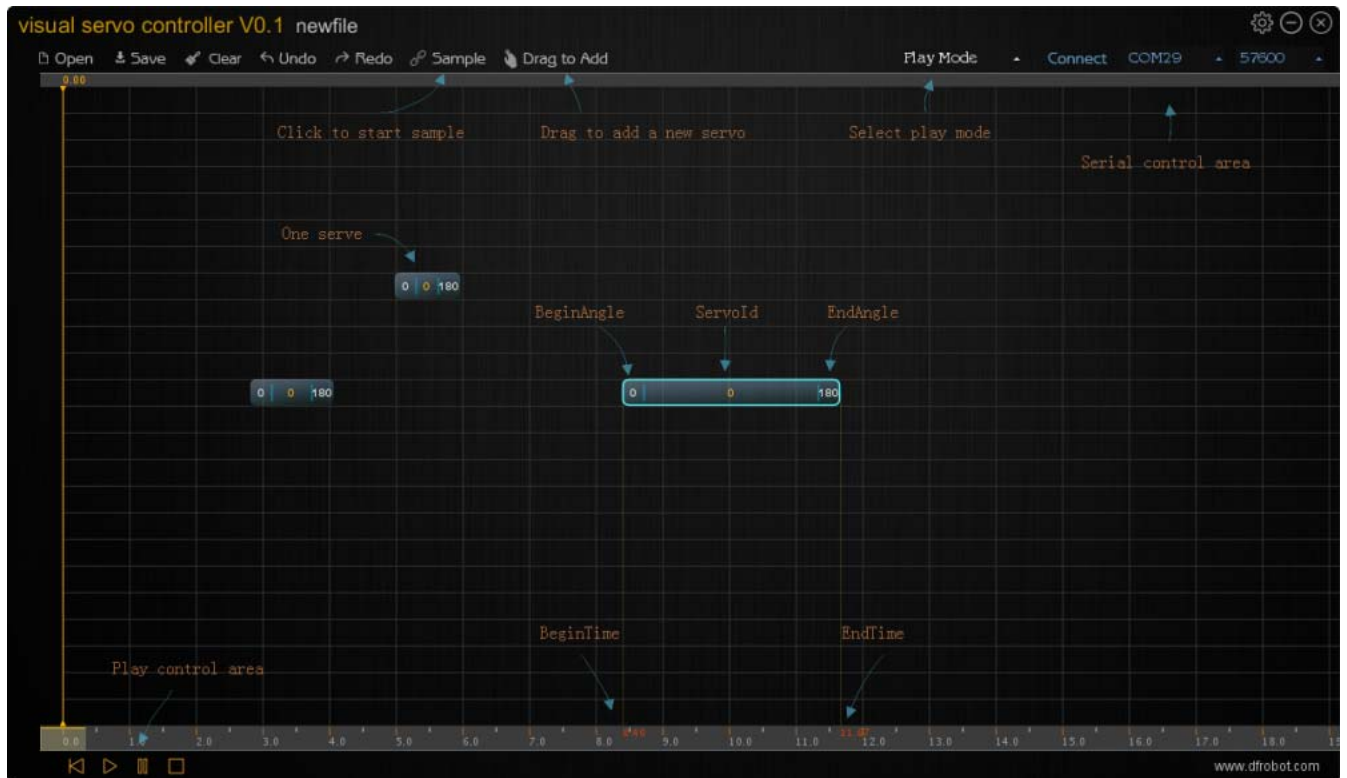 visual servo controller V0.1 newfile
Open Save Clear Undo Redo Sample Drag to Add Play Mode Connect COM29 57600
0.00
Click to start sample Drag to add a new servo Select play mode
Serial control area
One serve
0 0 180
BeginAngle ServoId EndAngle
0 0 180 0 0 180
BeginTime EndTime
Play control area
0.0 1.0 2.0 3.0 4.0 5.0 6.0 7.0 8.0 9.0 10.0 11.0 12.0 13.0 14.0 15.0 16.0 17.0 18.0
www.dfrobot.com